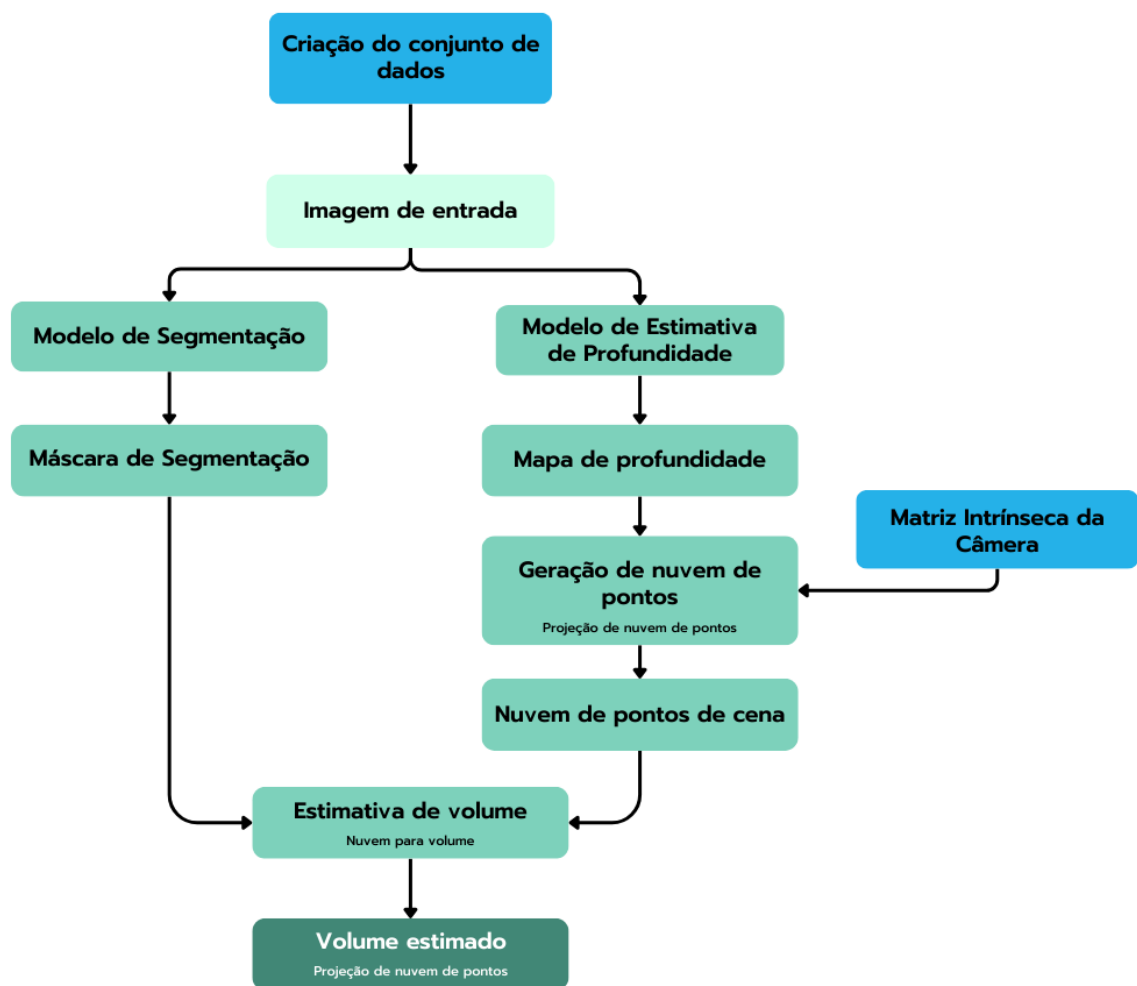 Criação do conjunto de
dados
Imagem de entrada
Modelo de Segmentação
Modelo de Estimativa
de Profundidade
Máscara de Segmentação
Mapa de profundidade
Matriz Intrínseca da
Câmera
Geração de nuvem de
pontos
Projeção de nuvem de pontos
Nuvem de pontos de cena
Estimativa de volume
Nuvem para volume
Volume estimado
Projeção de nuvem de pontos